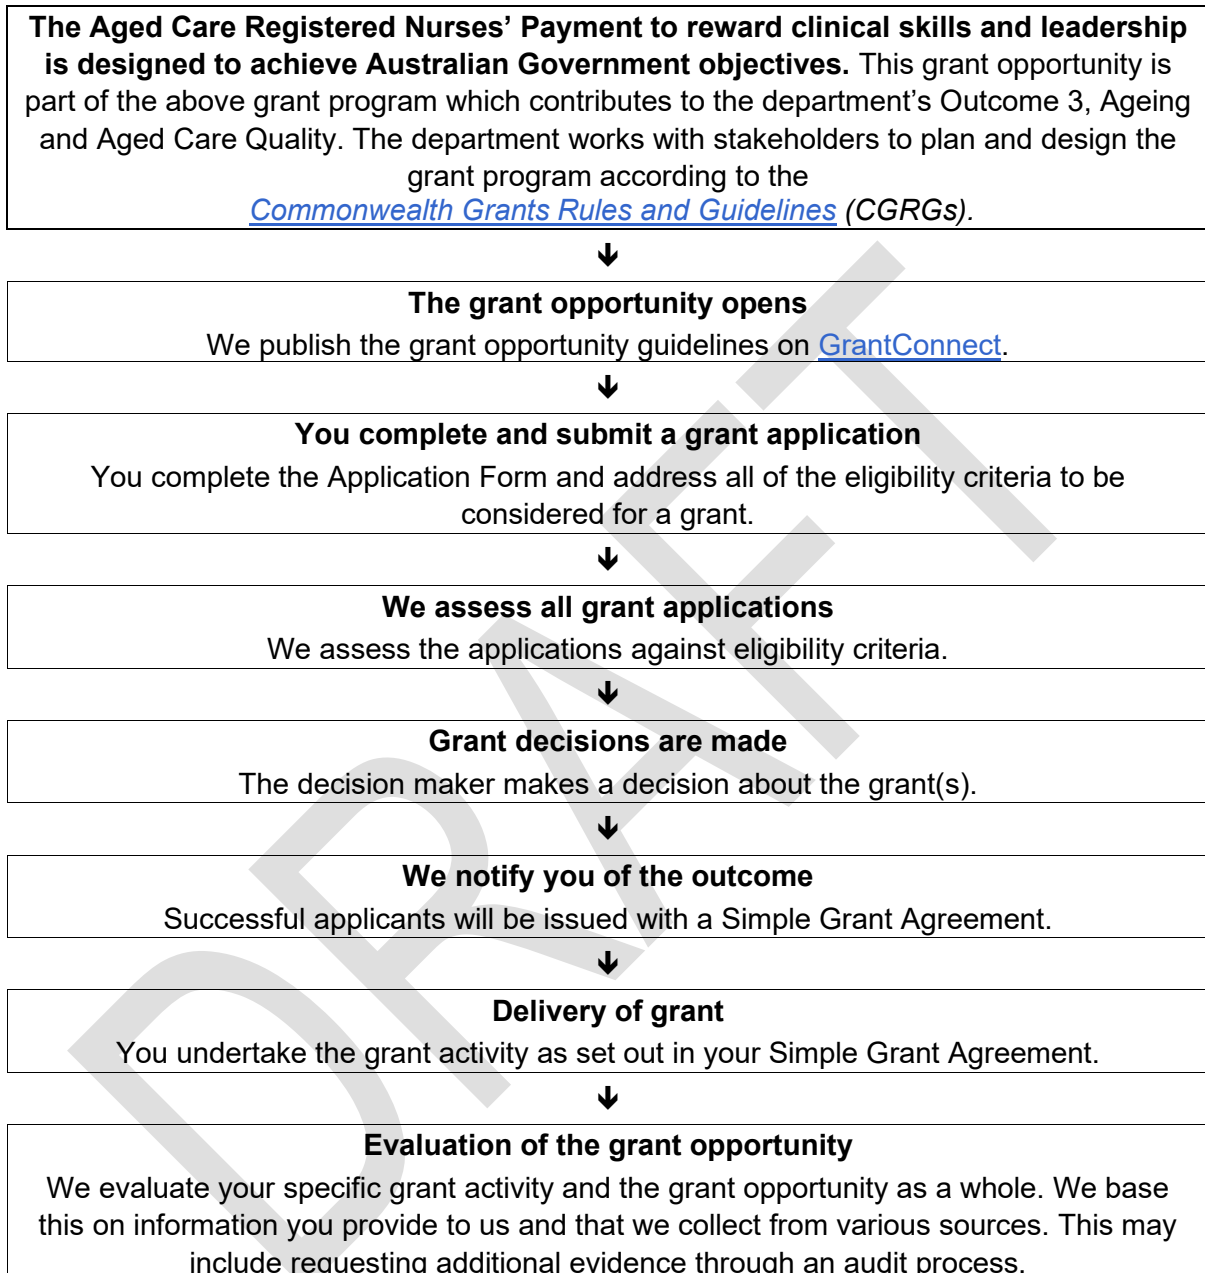 The Aged Care Registered Nurses’ Payment to reward clinical skills and leadership
is designed to achieve Australian Government objectives. This grant opportunity is
part of the above grant program which contributes to the department’s Outcome 3, Ageing
and Aged Care Quality. The department works with stakeholders to plan and design the
grant program according to the
Commonwealth Grants Rules and Guidelines (CGRGs).
The grant opportunity opens
We publish the grant opportunity guidelines on GrantConnect.
You complete and submit a grant application
You complete the Application Form and address all of the eligibility criteria to be
considered for a grant.
We assess all grant applications
We assess the applications against eligibility criteria.
Grant decisions are made
The decision maker makes a decision about the grant(s).
We notify you of the outcome
Successful applicants will be issued with a Simple Grant Agreement.
Delivery of grant
You undertake the grant activity as set out in your Simple Grant Agreement.
Evaluation of the grant opportunity
We evaluate your specific grant activity and the grant opportunity as a whole. We base
this on information you provide to us and that we collect from various sources. This may
include requesting additional evidence through an audit process.
DRAFT